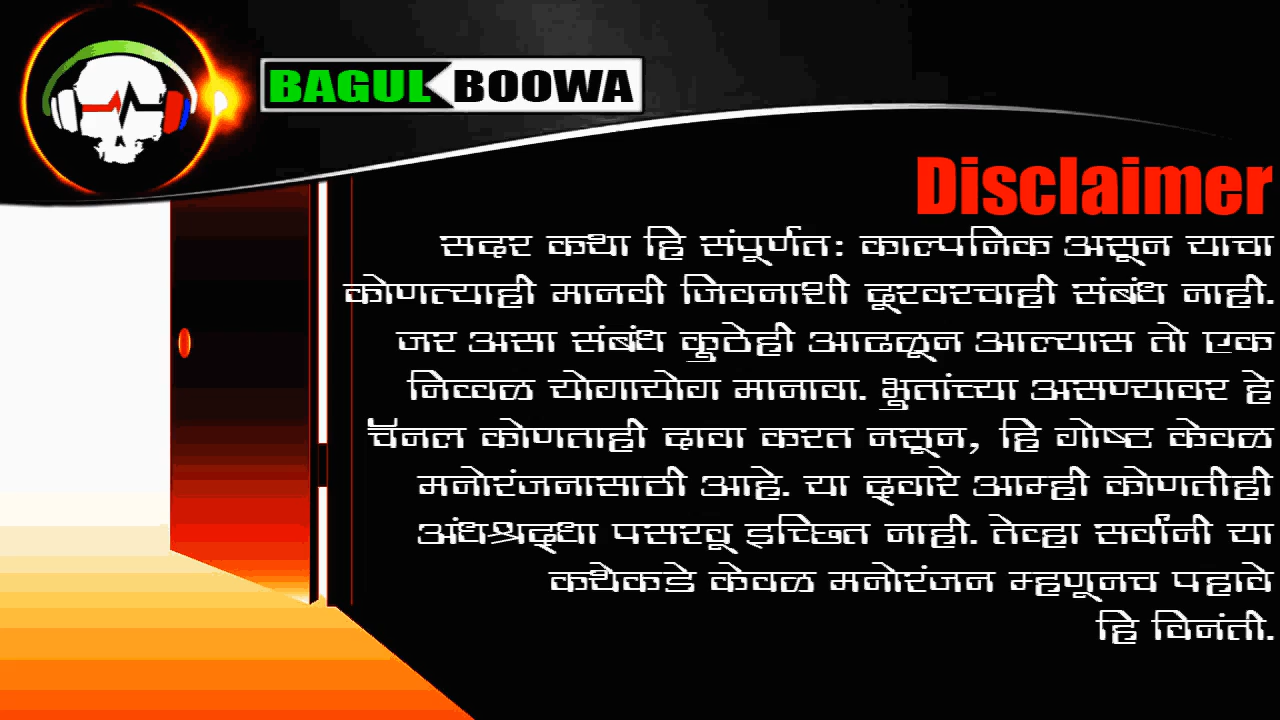 BAGUL BOOWA
Disclaimer
सदर कथा हि संपूर्णत: काल्पनिक असून याचा
कोणत्याही मानवी जिवनाशी दूरवरचाही संबंध नाही.
जर असा संबंध कुठेही आढळून आल्यास तो एक
निव्वळ योगायोग मानावा. भुतांच्या असण्यावर हे
चॅनल कोणताही दावा करत नसून, हि गोष्ट केवळ
मनोरंजनासाठी आहे. या द्वारे आम्ही कोणतीही
अंधश्रद्धा पसरवू इच्छित नाही. तेव्हा सर्वांनी या
कथेकडे केवळ मनोरंजन म्हणूनच पहावे
हि विनंती.